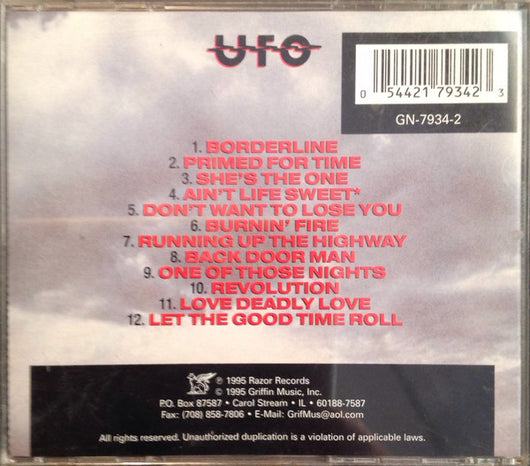 UFO
0 54421 79342 3
GN-7934-2
1. BORDERLINE
2. PRIMED FOR TIME
3. SHE'S THE ONE
4. AIN'T LIFE SWEET*
5. DON'T WANT TO LOSE YOU
6. BURNIN' FIRE
7. RUNNING UP THE HIGHWAY
8. BACK DOOR MAN
9. ONE OF THOSE NIGHTS
10. REVOLUTION
11. LOVE DEADLY LOVE
12. LET THE GOOD TIME ROLL
℗ 1995 Razor Records
© 1995 Griffin Music, Inc.
P.O. Box 87587 • Carol Stream • IL • 60188-7587
Fax: (708) 858-7806 • E-Mail: GrifMus@aol.com
All rights reserved. Unauthorized duplication is a violation of applicable laws.